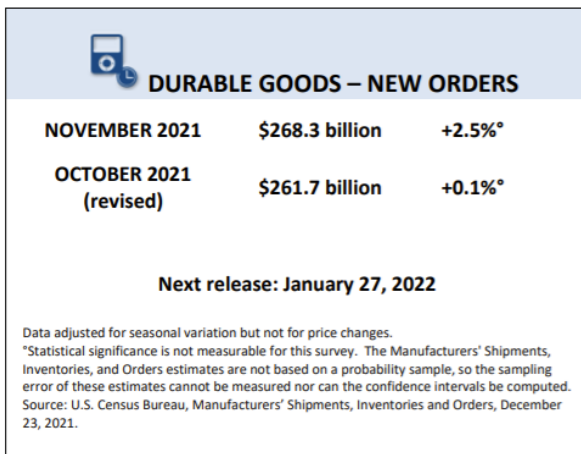 DURABLE GOODS – NEW ORDERS
NOVEMBER 2021 $268.3 billion +2.5%°
OCTOBER 2021
(revised) $261.7 billion +0.1%°
Next release: January 27, 2022
Data adjusted for seasonal variation but not for price changes.
°Statistical significance is not measurable for this survey. The Manufacturers' Shipments,
Inventories, and Orders estimates are not based on a probability sample, so the sampling
error of these estimates cannot be measured nor can the confidence intervals be computed.
Source: U.S. Census Bureau, Manufacturers' Shipments, Inventories and Orders, December
23, 2021.